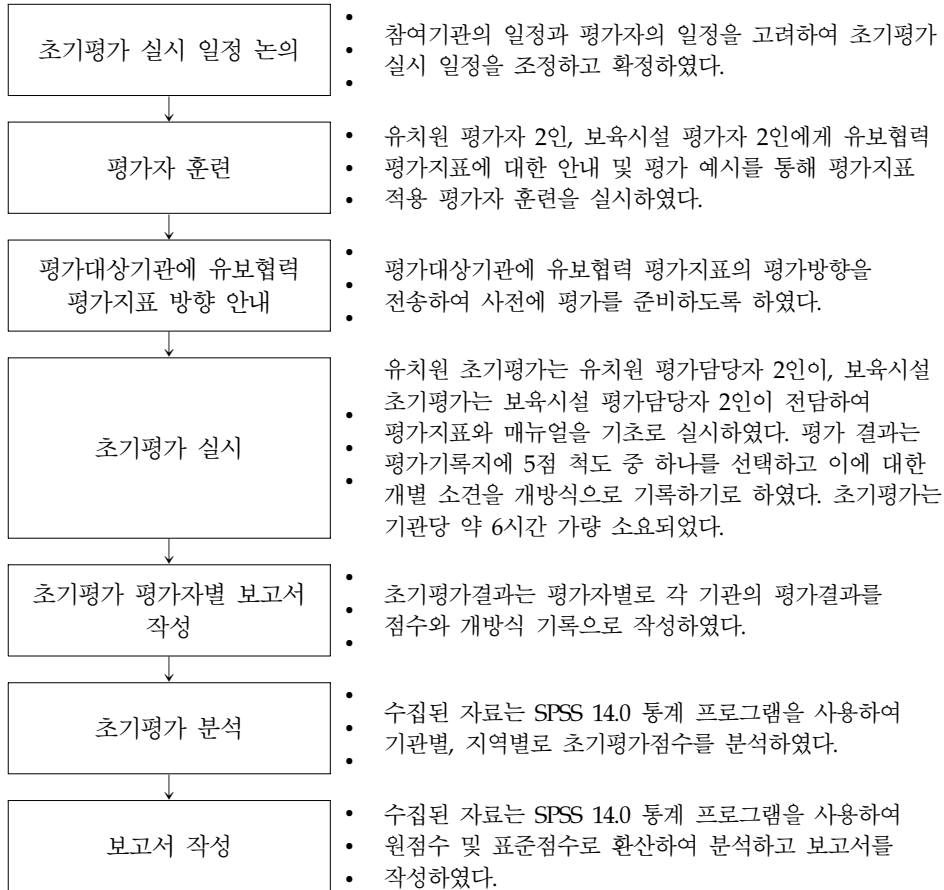 초기평가 실시 일정 논의
참여기관의 일정과 평가자의 일정을 고려하여 초기평가
실시 일정을 조정하고 확정하였다.
평가자 훈련
유치원 평가자 2인, 보육시설 평가자 2인에게 유보협력
평가지표에 대한 안내 및 평가 예시를 통해 평가지표
적용 평가자 훈련을 실시하였다.
평가대상기관에 유보협력
평가지표 방향 안내
평가대상기관에 유보협력 평가지표의 평가방향을
전송하여 사전에 평가를 준비하도록 하였다.
초기평가 실시
유치원 초기평가는 유치원 평가담당자 2인이, 보육시설
초기평가는 보육시설 평가담당자 2인이 전담하여
평가지표와 매뉴얼을 기초로 실시하였다. 평가 결과는
평가기록지에 5점 척도 중 하나를 선택하고 이에 대한
개별 소견을 개방식으로 기록하기로 하였다. 초기평가는
기관당 약 6시간 가량 소요되었다.
초기평가 평가자별 보고서
작성
초기평가결과는 평가자별로 각 기관의 평가결과를
점수와 개방식 기록으로 작성하였다.
초기평가 분석
수집된 자료는 SPSS 14.0 통계 프로그램을 사용하여
기관별, 지역별로 초기평가점수를 분석하였다.
보고서 작성
수집된 자료는 SPSS 14.0 통계 프로그램을 사용하여
원점수 및 표준점수로 환산하여 분석하고 보고서를
작성하였다.